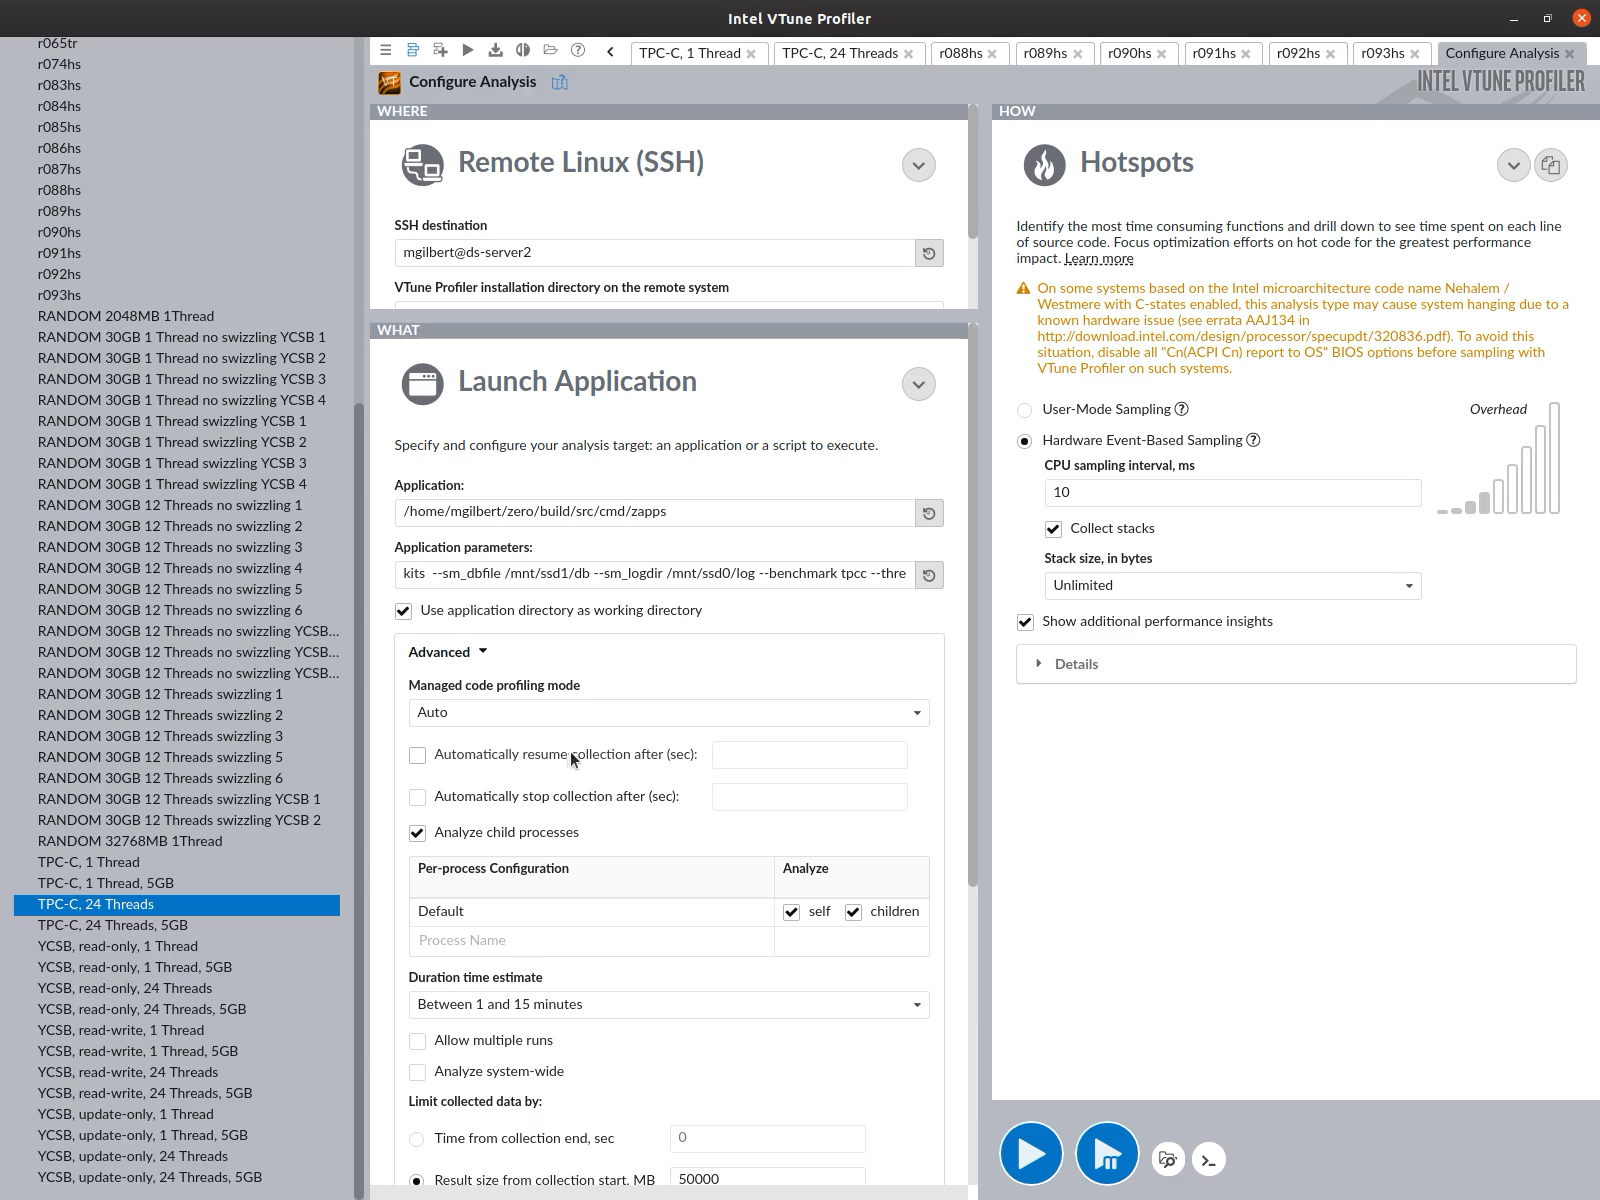 Intel VTune Profiler
r065tr
r074hs
r083hs
r084hs
r085hs
r086hs
r087hs
r088hs
r089hs
r090hs
r091hs
r092hs
r093hs
RANDOM 2048MB 1Thread
RANDOM 30GB 1 Thread no swizzling YCSB 1
RANDOM 30GB 1 Thread no swizzling YCSB 2
RANDOM 30GB 1 Thread no swizzling YCSB 3
RANDOM 30GB 1 Thread no swizzling YCSB 4
RANDOM 30GB 1 Thread swizzling YCSB 1
RANDOM 30GB 1 Thread swizzling YCSB 2
RANDOM 30GB 1 Thread swizzling YCSB 3
RANDOM 30GB 1 Thread swizzling YCSB 4
RANDOM 30GB 12 Threads no swizzling 1
RANDOM 30GB 12 Threads no swizzling 2
RANDOM 30GB 12 Threads no swizzling 3
RANDOM 30GB 12 Threads no swizzling 4
RANDOM 30GB 12 Threads no swizzling 5
RANDOM 30GB 12 Threads no swizzling 6
RANDOM 30GB 12 Threads no swizzling YCSB...
RANDOM 30GB 12 Threads no swizzling YCSB...
RANDOM 30GB 12 Threads no swizzling YCSB...
RANDOM 30GB 12 Threads swizzling 1
RANDOM 30GB 12 Threads swizzling 2
RANDOM 30GB 12 Threads swizzling 3
RANDOM 30GB 12 Threads swizzling 5
RANDOM 30GB 12 Threads swizzling 6
RANDOM 30GB 12 Threads swizzling YCSB 1
RANDOM 30GB 12 Threads swizzling YCSB 2
RANDOM 32768MB 1Thread
TPC-C, 1 Thread
TPC-C, 1 Thread, 5GB
TPC-C, 24 Threads
TPC-C, 24 Threads, 5GB
YCSB, read-only, 1 Thread
YCSB, read-only, 1 Thread, 5GB
YCSB, read-only, 24 Threads
YCSB, read-only, 24 Threads, 5GB
YCSB, read-write, 1 Thread
YCSB, read-write, 1 Thread, 5GB
YCSB, read-write, 24 Threads
YCSB, read-write, 24 Threads, 5GB
YCSB, update-only, 1 Thread
YCSB, update-only, 1 Thread, 5GB
YCSB, update-only, 24 Threads
YCSB, update-only, 24 Threads, 5GB
TPC-C, 1 Thread TPC-C, 24 Threads r088hs r089hs r090hs r091hs r092hs r093hs Configure Analysis
Configure Analysis
INTEL VTUNE PROFILER
WHERE
Remote Linux (SSH)
SSH destination
mgilbert@ds-server2
VTune Profiler installation directory on the remote system
WHAT
Launch Application
Specify and configure your analysis target: an application or a script to execute.
Application:
/home/mgilbert/zero/build/src/cmd/zapps
Application parameters:
kits --sm_dbfile /mnt/ssd1/db --sm_logdir /mnt/ssd0/log --benchmark tpcc --thre
Use application directory as working directory
Advanced
Managed code profiling mode
Auto
Automatically resume collection after (sec):
Automatically stop collection after (sec):
Analyze child processes
Per-process Configuration Analyze
Default self children
Process Name
Duration time estimate
Between 1 and 15 minutes
Allow multiple runs
Analyze system-wide
Limit collected data by:
Time from collection end, sec 0
Result size from collection start, MB 50000
HOW
Hotspots
Identify the most time consuming functions and drill down to see time spent on each line
of source code. Focus optimization efforts on hot code for the greatest performance
impact. Learn more
On some systems based on the Intel microarchitecture code name Nehalem /
Westmere with C-states enabled, this analysis type may cause system hanging due to a
known hardware issue (see errata AAJ134 in
http://download.intel.com/design/processor/specupdt/320836.pdf). To avoid this
situation, disable all "Cn(ACPI Cn) report to OS" BIOS options before sampling with
VTune Profiler on such systems.
User-Mode Sampling
Overhead
Hardware Event-Based Sampling
CPU sampling interval, ms
10
Collect stacks
Stack size, in bytes
Unlimited
Show additional performance insights
Details